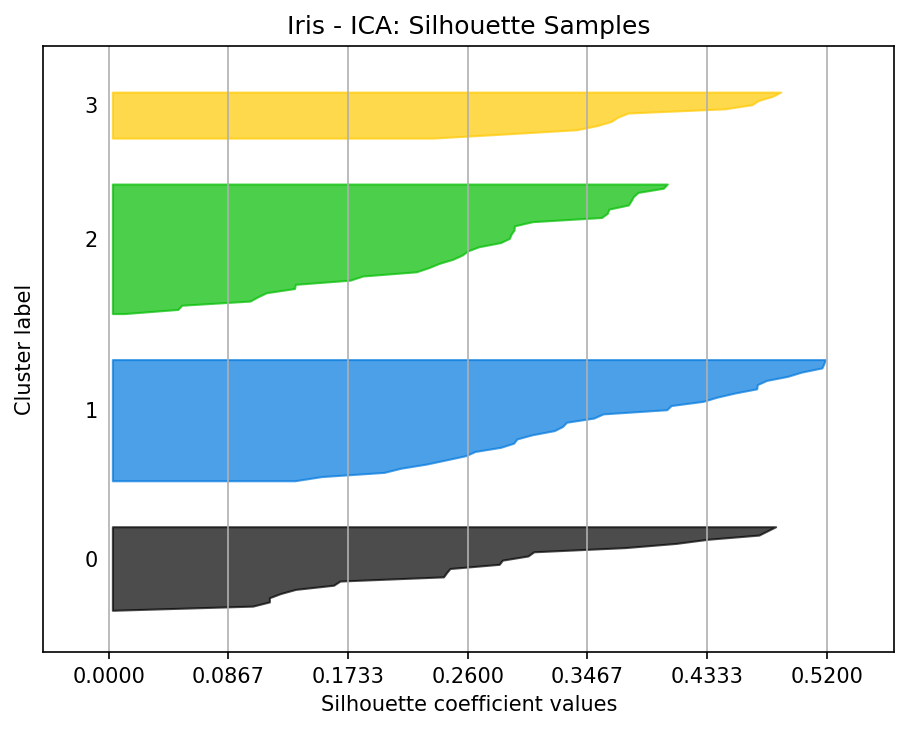 Iris - ICA: Silhouette Samples
3
2
1
0
Cluster label
0.0000 0.0867 0.1733 0.2600 0.3467 0.4333 0.5200
Silhouette coefficient values